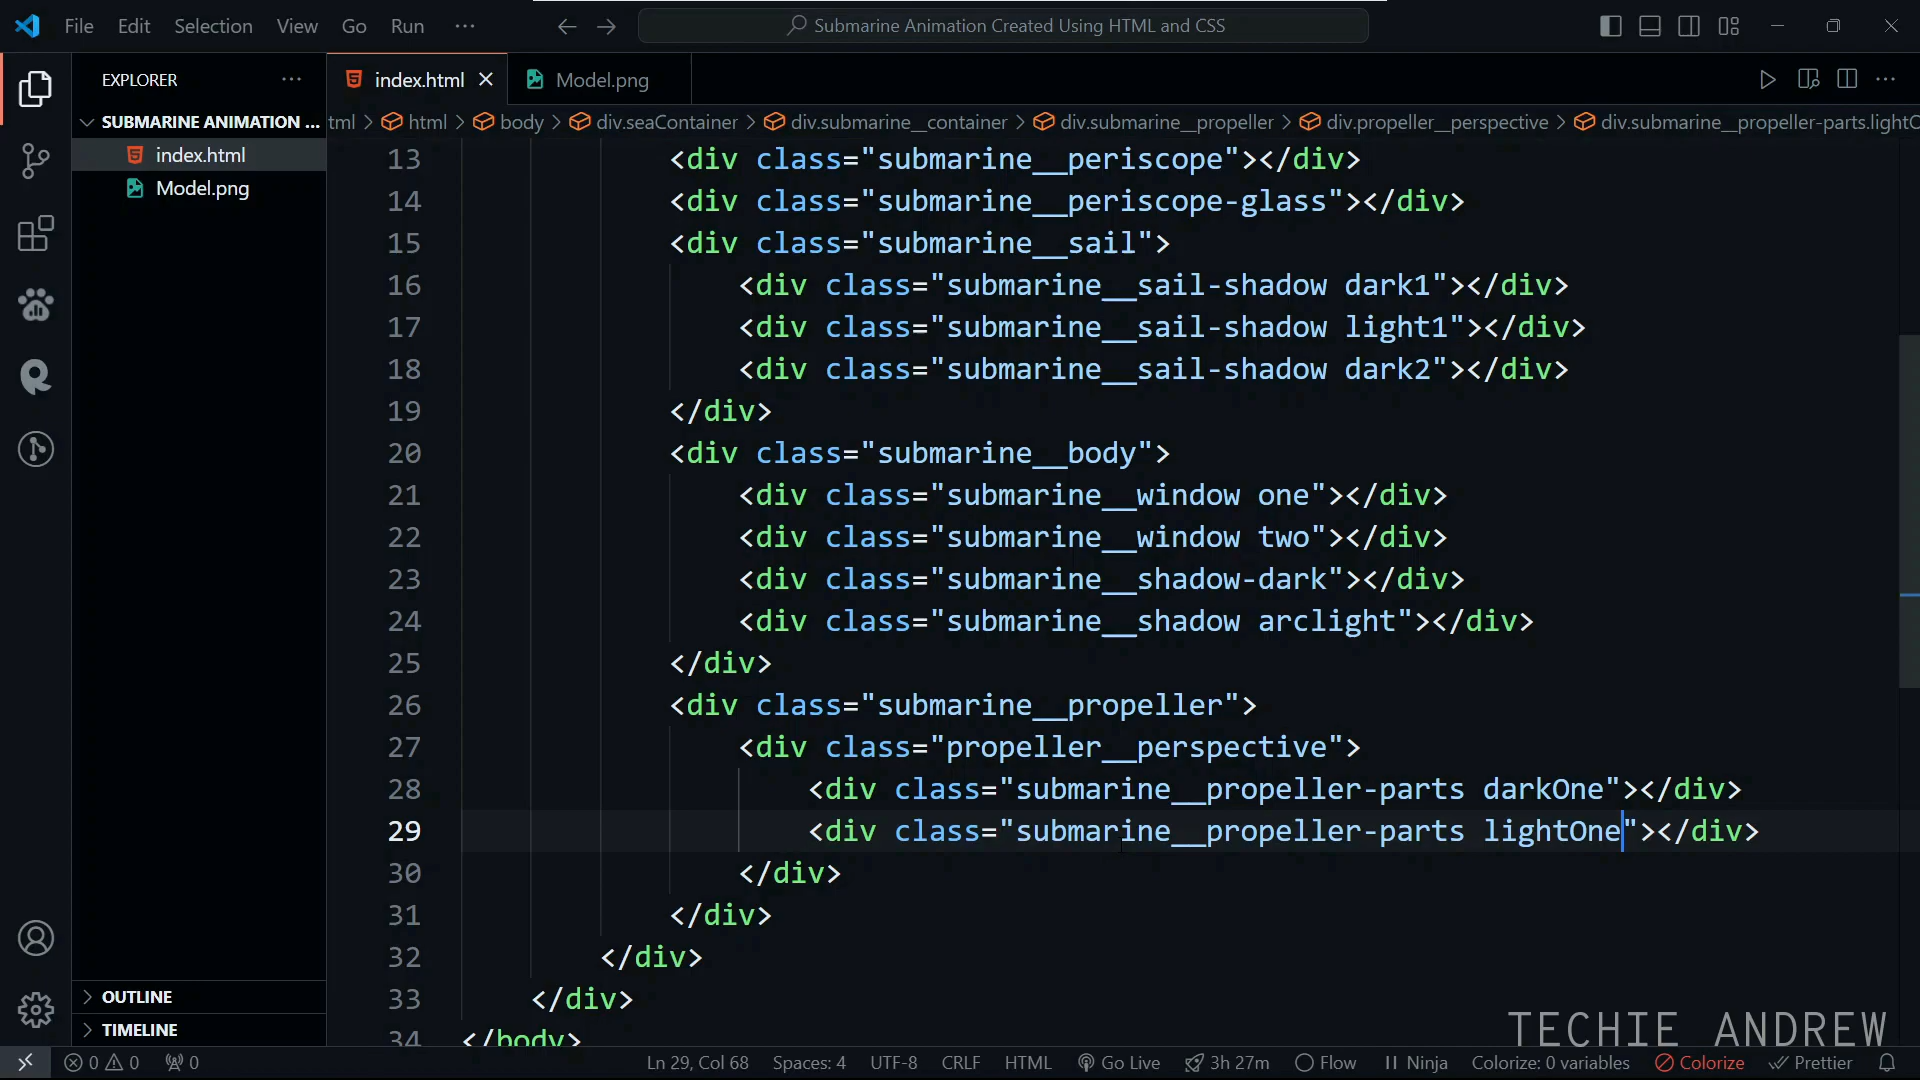 File Edit Selection View Go Run ···
Submarine Animation Created Using HTML and CSS
EXPLORER ···
index.html
Model.png
SUBMARINE ANIMATION ...
tml > html > body > div.seaContainer > div.submarine__container > div.submarine__propeller > div.propeller__perspective > div.submarine__propeller-parts.lightO
index.html
Model.png
13 <div class="submarine__periscope"></div>
14 <div class="submarine__periscope-glass"></div>
15 <div class="submarine__sail">
16 <div class="submarine__sail-shadow dark1"></div>
17 <div class="submarine__sail-shadow light1"></div>
18 <div class="submarine__sail-shadow dark2"></div>
19 </div>
20 <div class="submarine__body">
21 <div class="submarine__window one"></div>
22 <div class="submarine__window two"></div>
23 <div class="submarine__shadow-dark"></div>
24 <div class="submarine__shadow arclight"></div>
25 </div>
26 <div class="submarine__propeller">
27 <div class="propeller__perspective">
28 <div class="submarine__propeller-parts darkOne"></div>
29 <div class="submarine__propeller-parts lightOne"></div>
30 </div>
31 </div>
32 </div>
33 </div>
34 </body>
OUTLINE
TIMELINE
TECHIE ANDREW
0 0 0 Ln 29, Col 68 Spaces: 4 UTF-8 CRLF HTML Go Live 3h 27m Flow Ninja Colorize: 0 variables Colorize Prettier